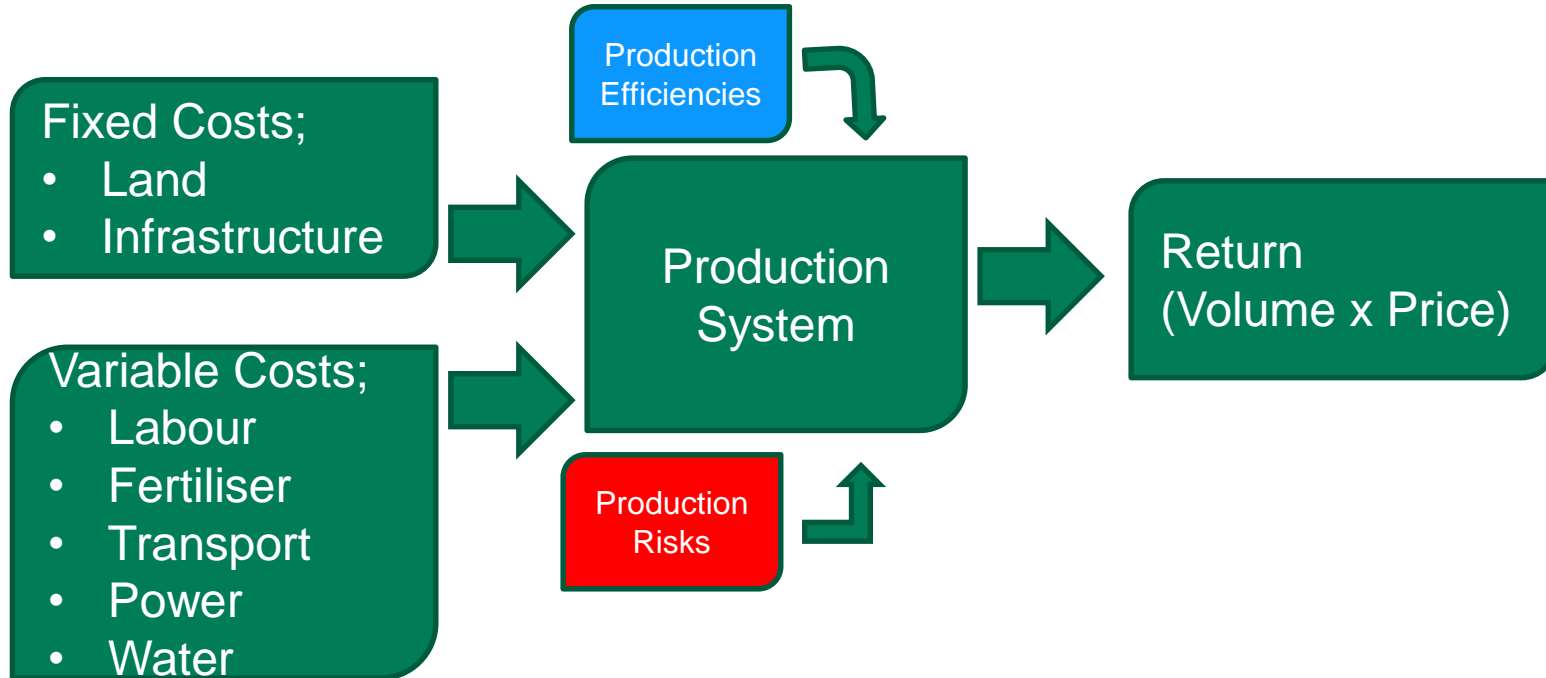 Fixed Costs;
• Land
• Infrastructure
Variable Costs;
• Labour
• Fertiliser
• Transport
• Power
• Water
Production
Efficiencies
Production
System
Production
Risks
Return
(Volume x Price)